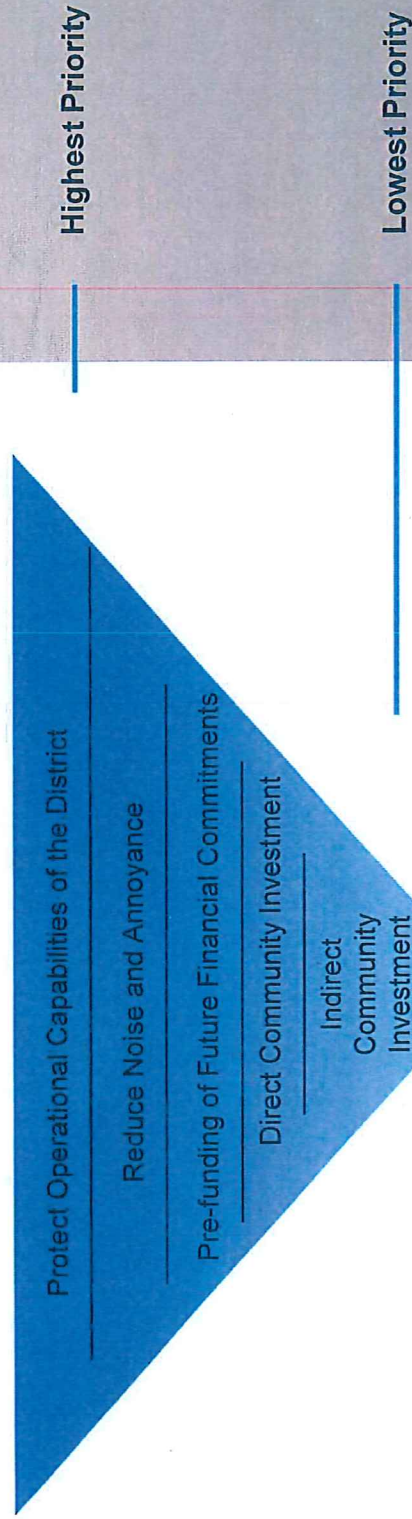 Protect Operational Capabilities of the District
Reduce Noise and Annoyance
Pre-funding of Future Financial Commitments
Direct Community Investment
Indirect
Community
Investment
Highest Priority
Lowest Priority